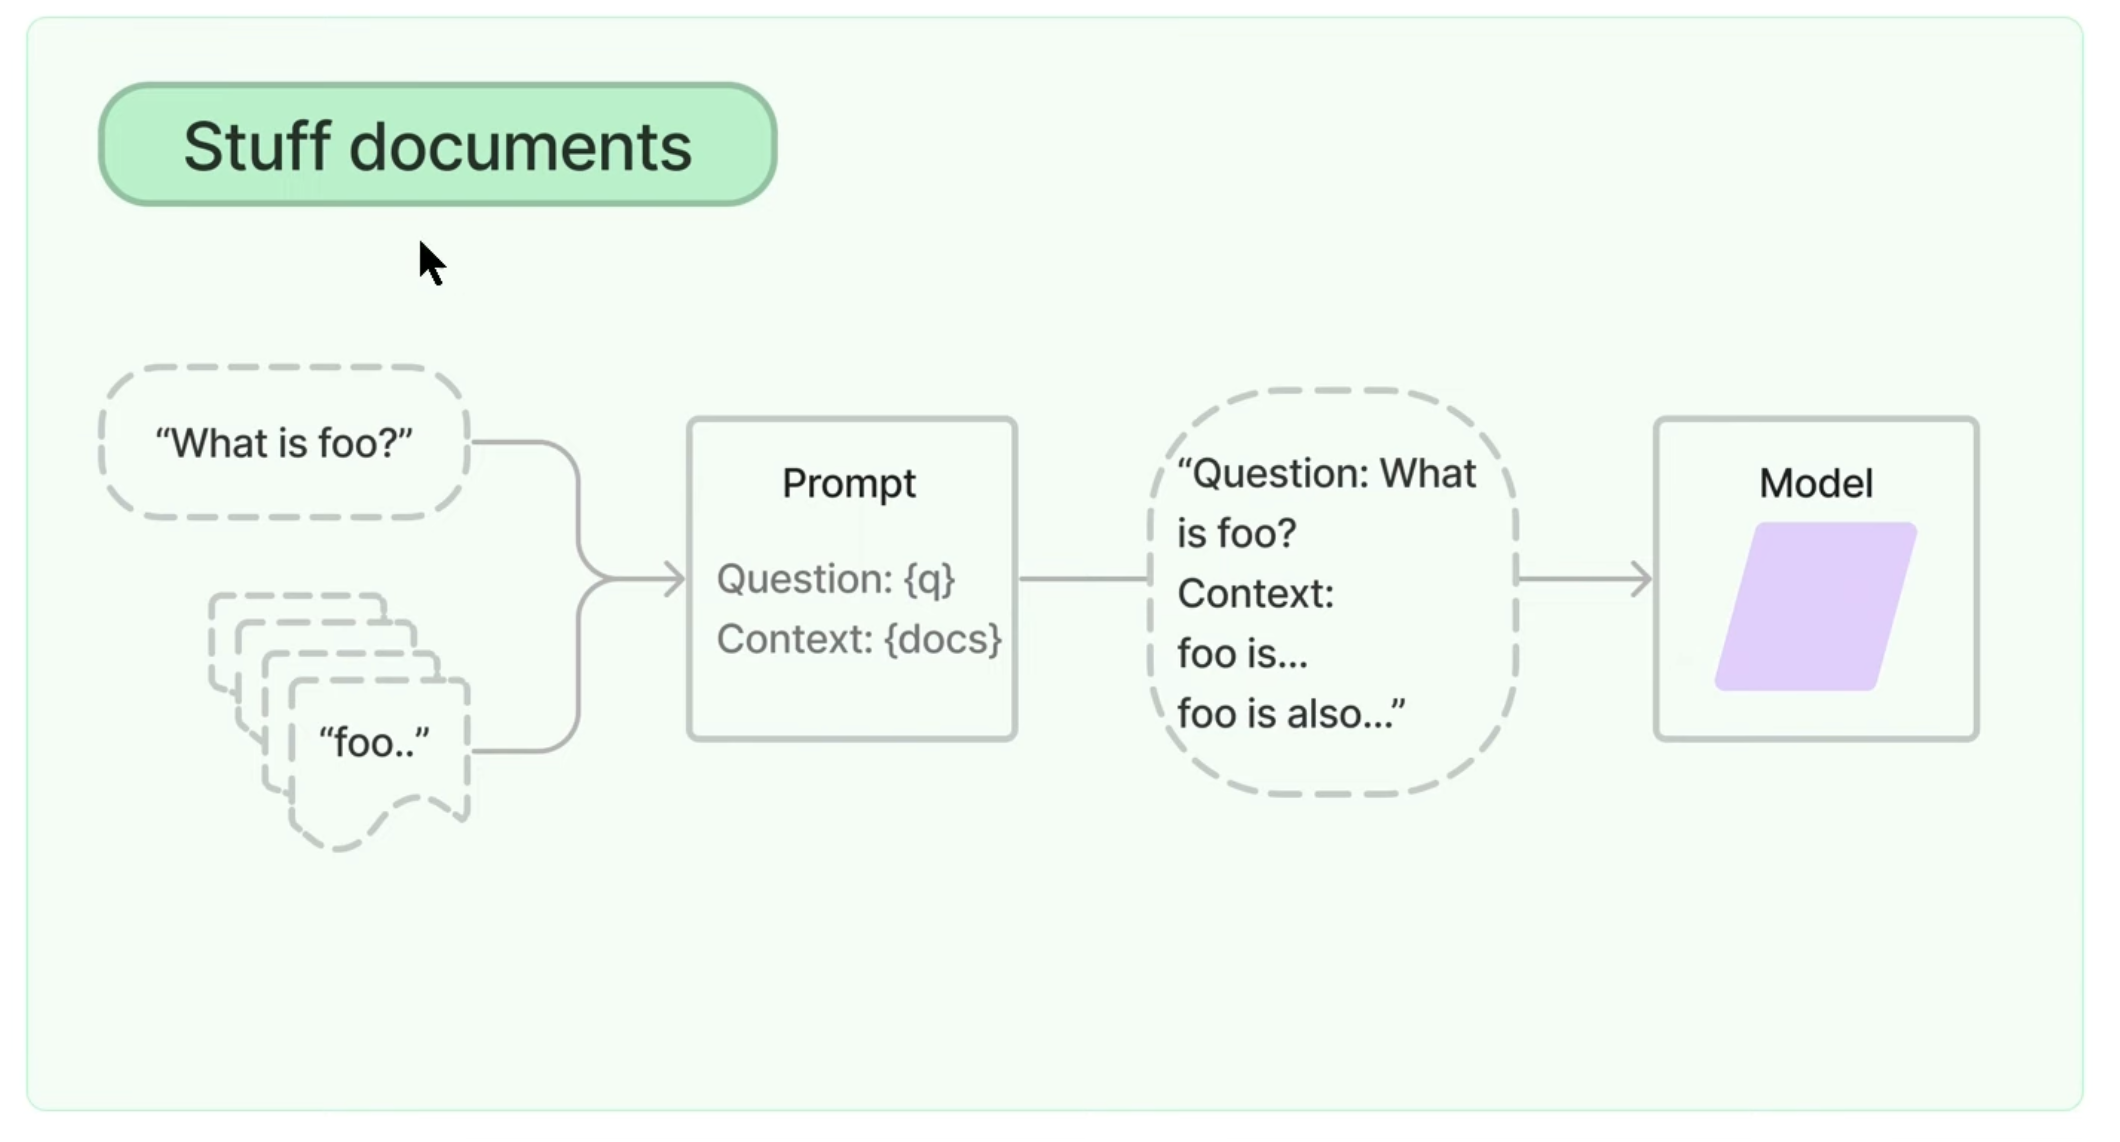 Stuff documents
“What is foo?”
“foo..”
Prompt
Question: {q}
Context: {docs}
“Question: What
is foo?
Context:
foo is...
foo is also...”
Model